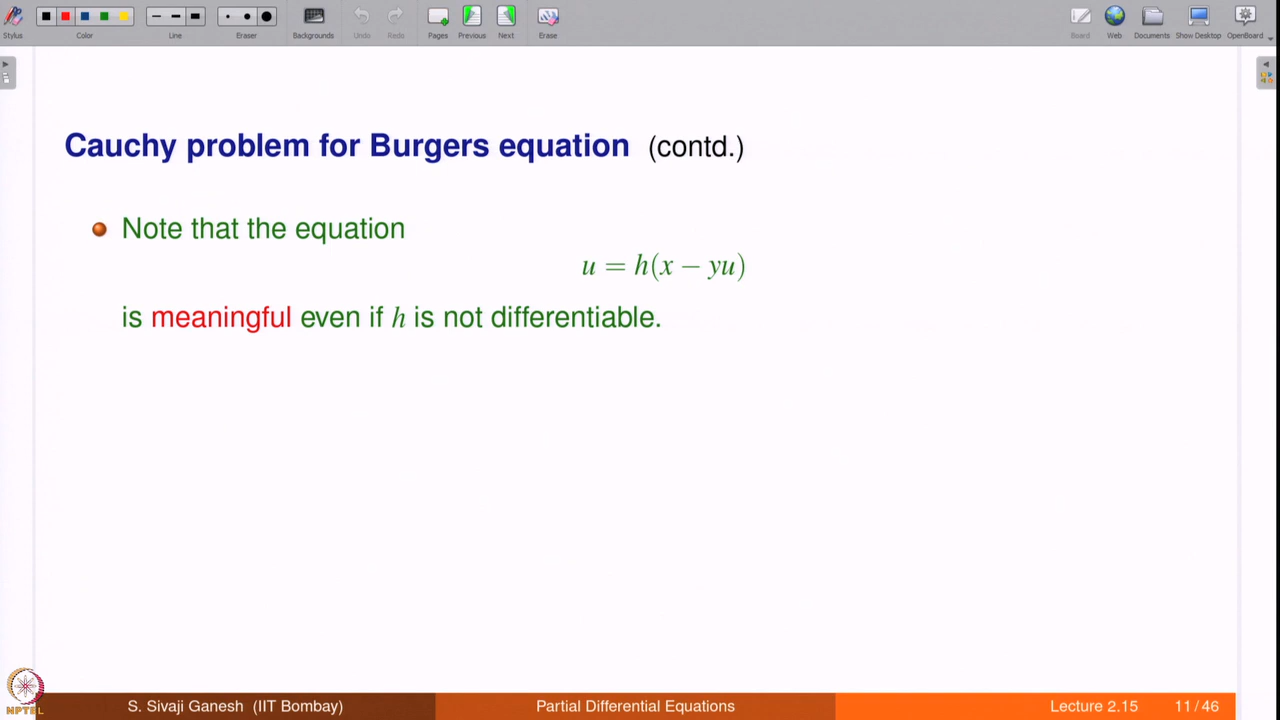 Stylus Color Line Eraser Backgrounds Undo Redo Pages Previous Next Erase Board Web Documents Show Desktop OpenBoard
Cauchy problem for Burgers equation (contd.)
Note that the equation
u = h(x − yu)
is meaningful even if h is not differentiable.
NPTEL
S. Sivaji Ganesh (IIT Bombay) Partial Differential Equations Lecture 2.15 11 / 46